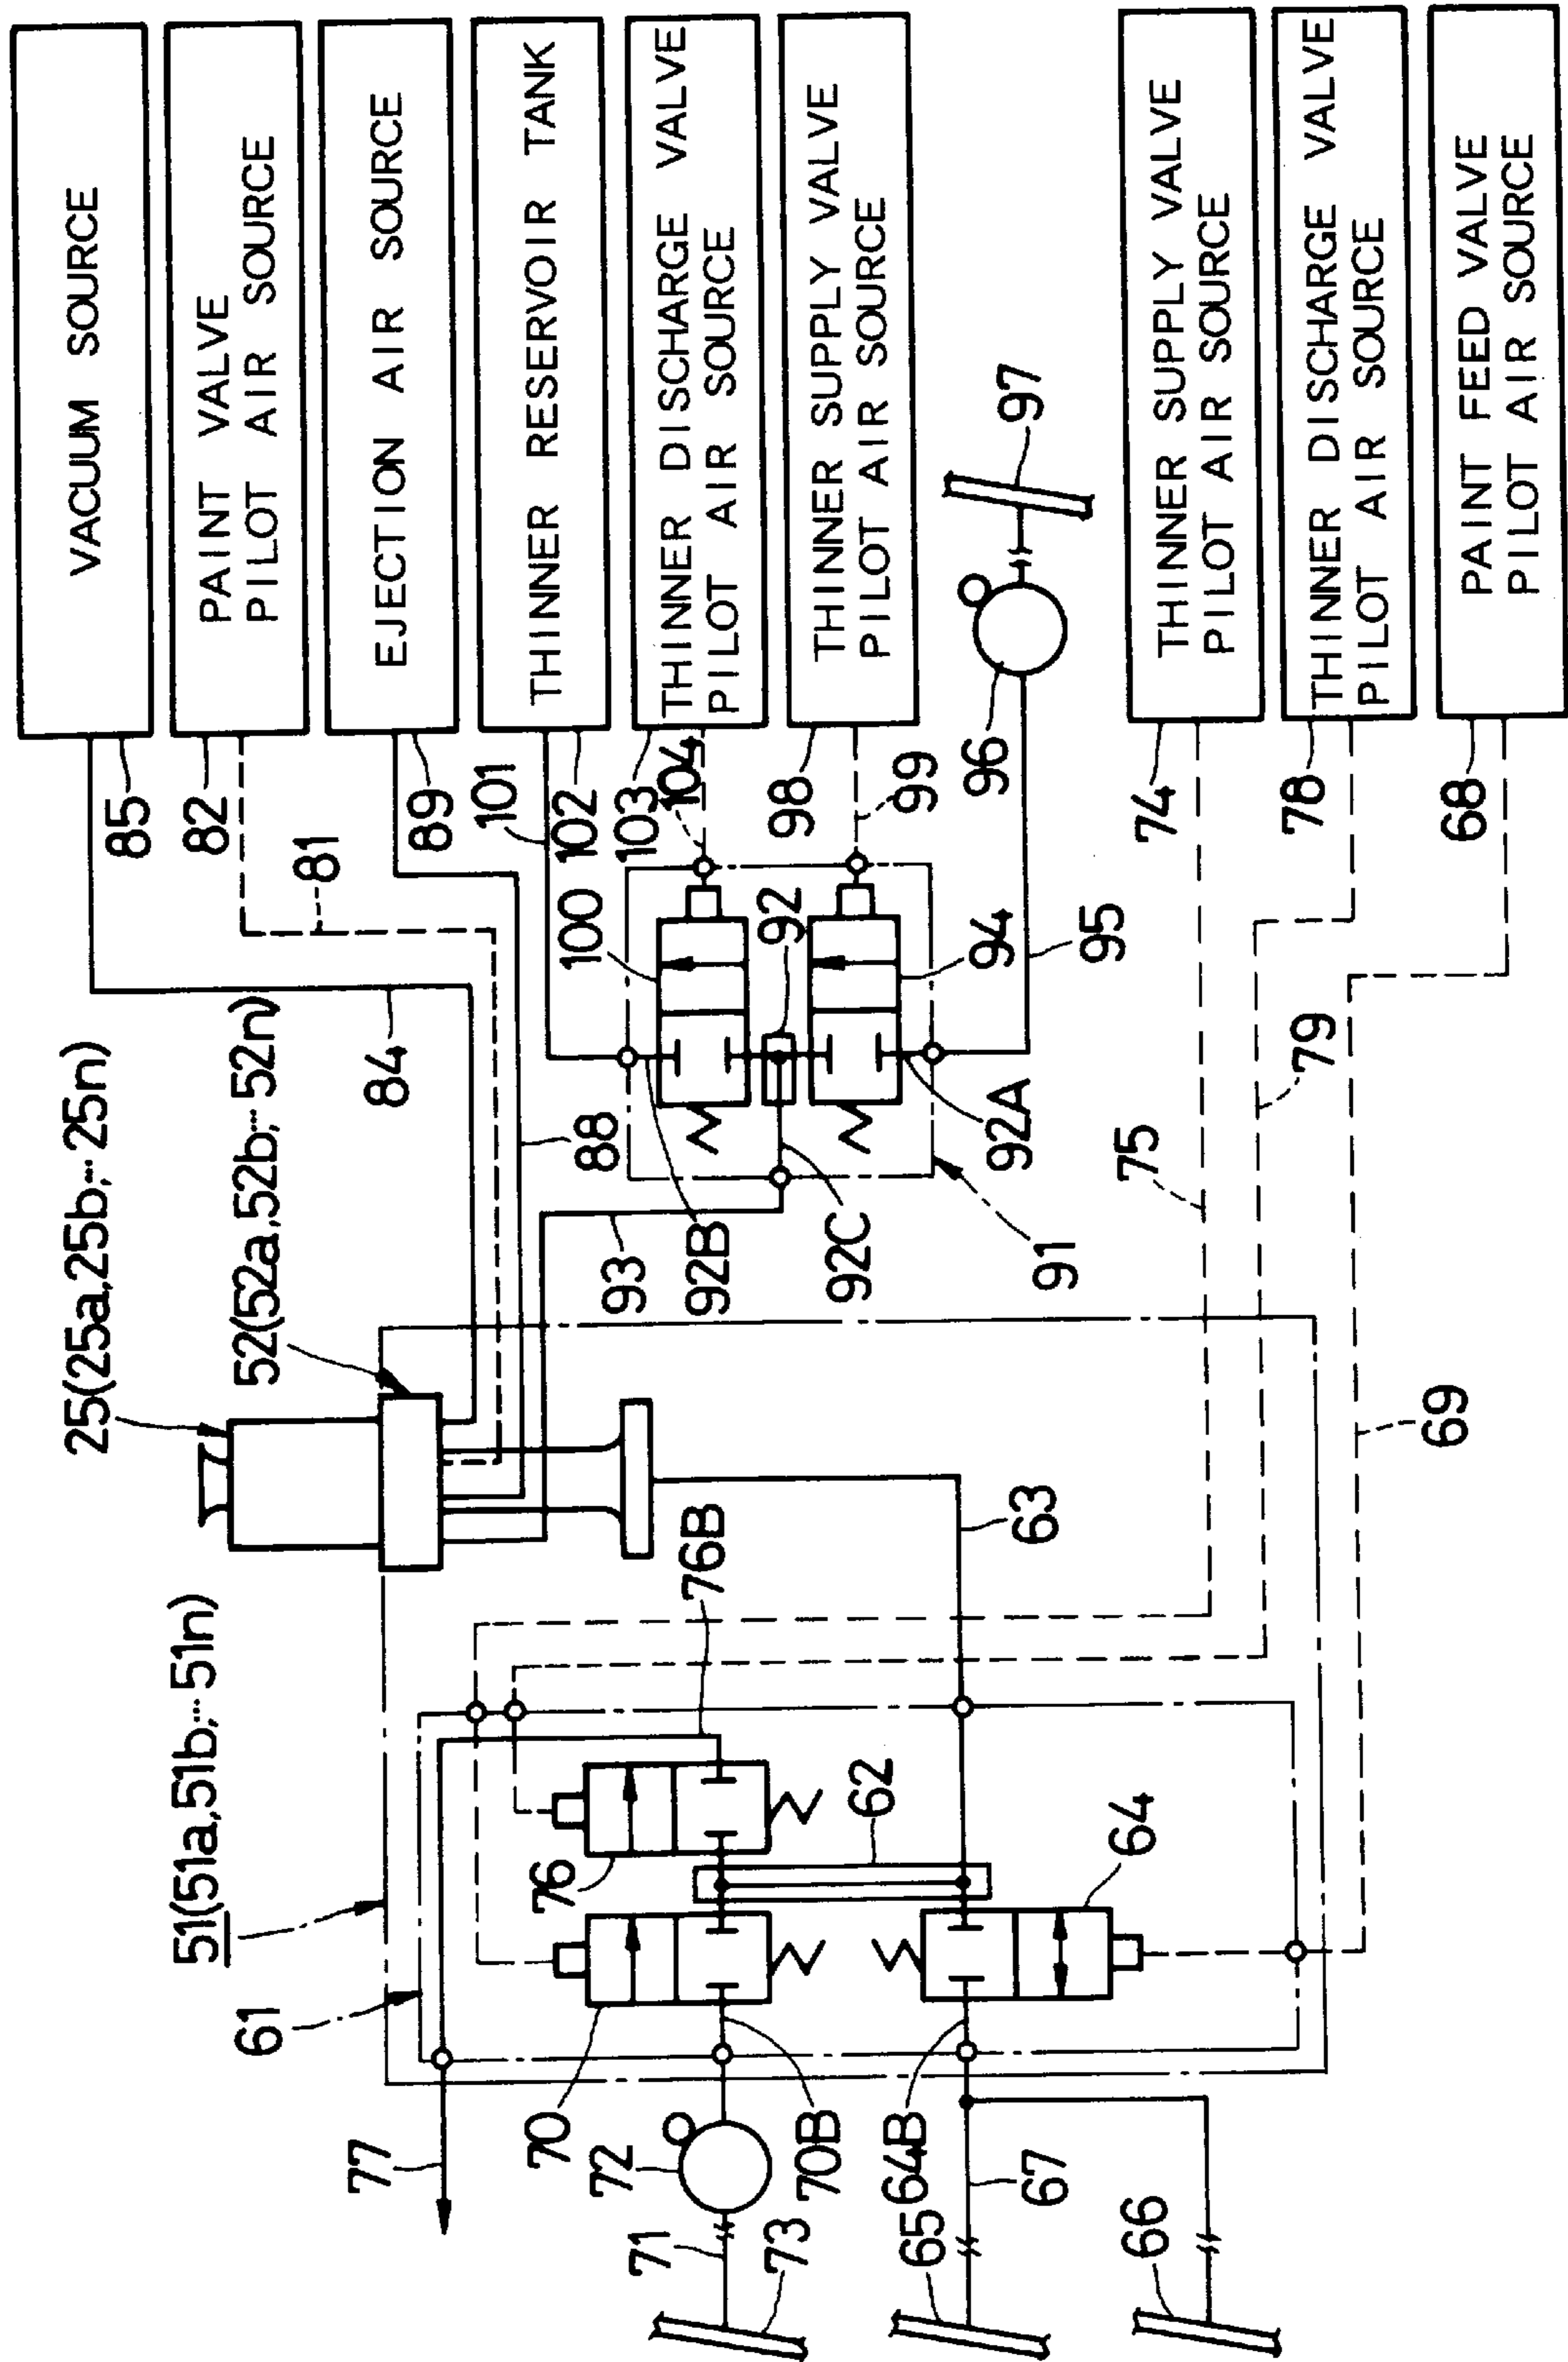 VACUUM SOURCE
PAINT VALVE
PILOT AIR SOURCE
EJECTION AIR SOURCE
THINNER RESERVOIR TANK
THINNER DISCHARGE VALVE
PILOT AIR SOURCE
THINNER SUPPLY VALVE
PILOT AIR SOURCE
THINNER SUPPLY VALVE
PILOT AIR SOURCE
THINNER DISCHARGE VALVE
PILOT AIR SOURCE
PAINT FEED VALVE
PILOT AIR SOURCE
85
82
81
89
101
102
103
104
98
99
96
97
74
78
68
100
92
94
95
84
88
92A
92B
92C
93
91
75
79
69
25(25a,25b,···25n)
52(52a,52b,···52n)
51(51a,51b,···51n)
61
76B
63
62
76
64
77
70
72
70B
64B
67
71
73
65
66